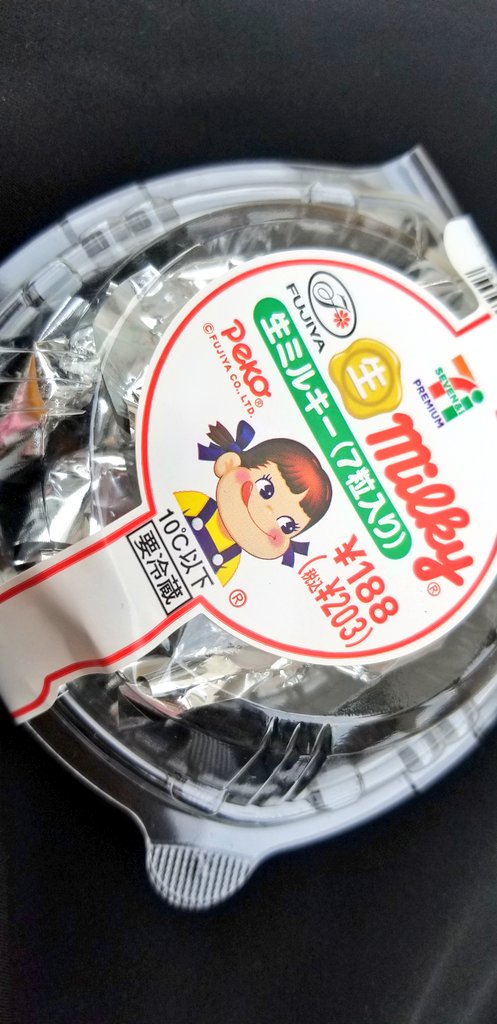 FUJIYA
生
Milky®
SEVEN&i
PREMIUM
生ミルキー(7粒入り)
peko®
©FUJIYA CO., LTD.
¥188
(税込¥203)
10℃以下
要冷蔵
®